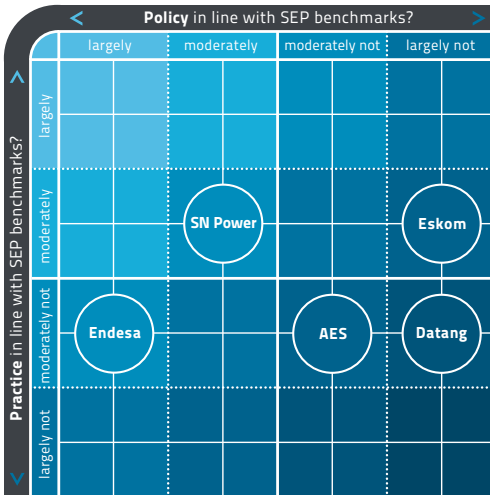 Policy in line with SEP benchmarks?
largely moderately moderately not largely not
Practice in line with SEP benchmarks?
largely
moderately
SN Power Eskom
moderately not
Endesa AES Datang
largely not